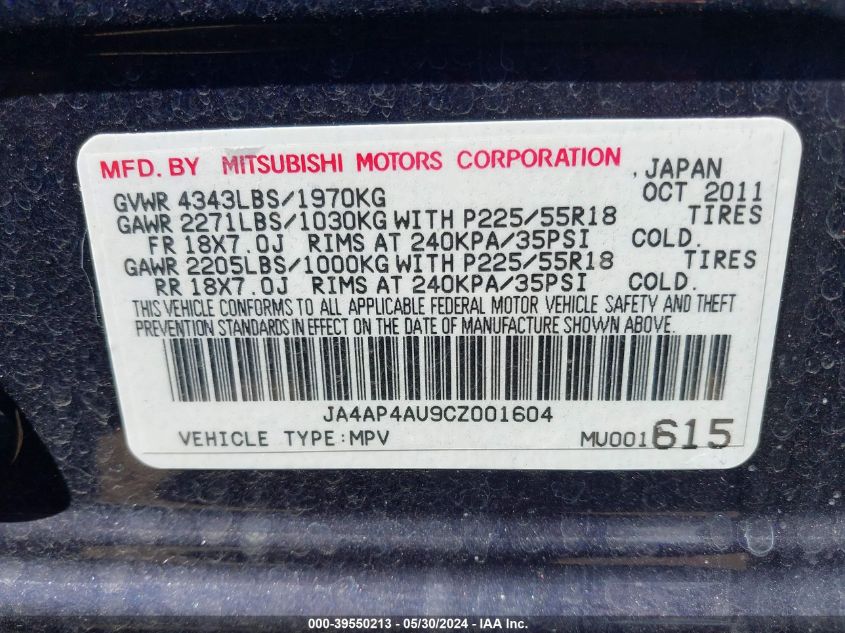 MFD. BY MITSUBISHI MOTORS CORPORATION , JAPAN
GVWR 4343LBS/1970KG OCT 2011
GAWR 2271LBS/1030KG WITH P225/55R18 TIRES
FR 18X7.0J RIMS AT 240KPA/35PSI COLD.
GAWR 2205LBS/1000KG WITH P225/55R18 TIRES
RR 18X7.0J RIMS AT 240KPA/35PSI COLD.
THIS VEHICLE CONFORMS TO ALL APPLICABLE FEDERAL MOTOR VEHICLE SAFETY AND THEFT
PREVENTION STANDARDS IN EFFECT ON THE DATE OF MANUFACTURE SHOWN ABOVE.
JA4AP4AU9CZ001604
VEHICLE TYPE:MPV MU001615
000-39550213 - 05/30/2024 - IAA Inc.